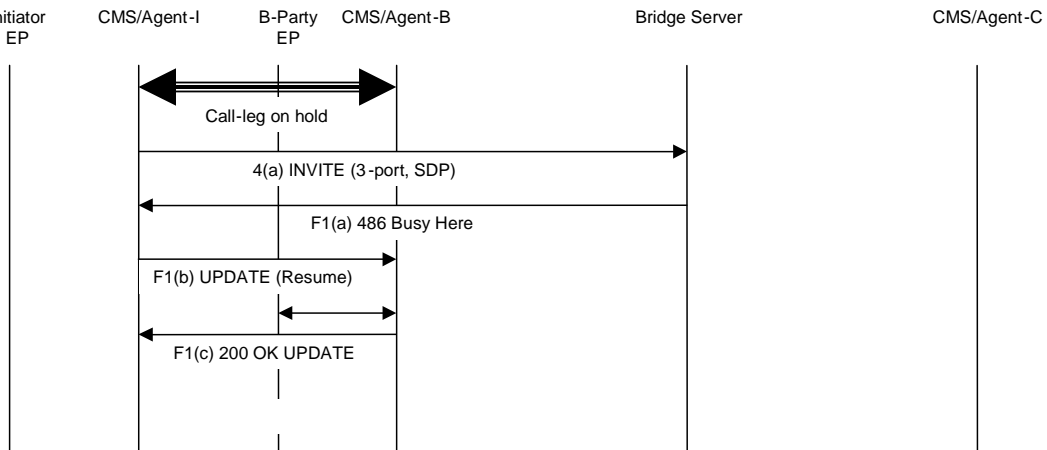 nitiator CMS/Agent-I B-Party CMS/Agent-B Bridge Server CMS/Agent-C
EP EP
Call-leg on hold
4(a) INVITE (3-port, SDP)
F1(a) 486 Busy Here
F1(b) UPDATE (Resume)
F1(c) 200 OK UPDATE